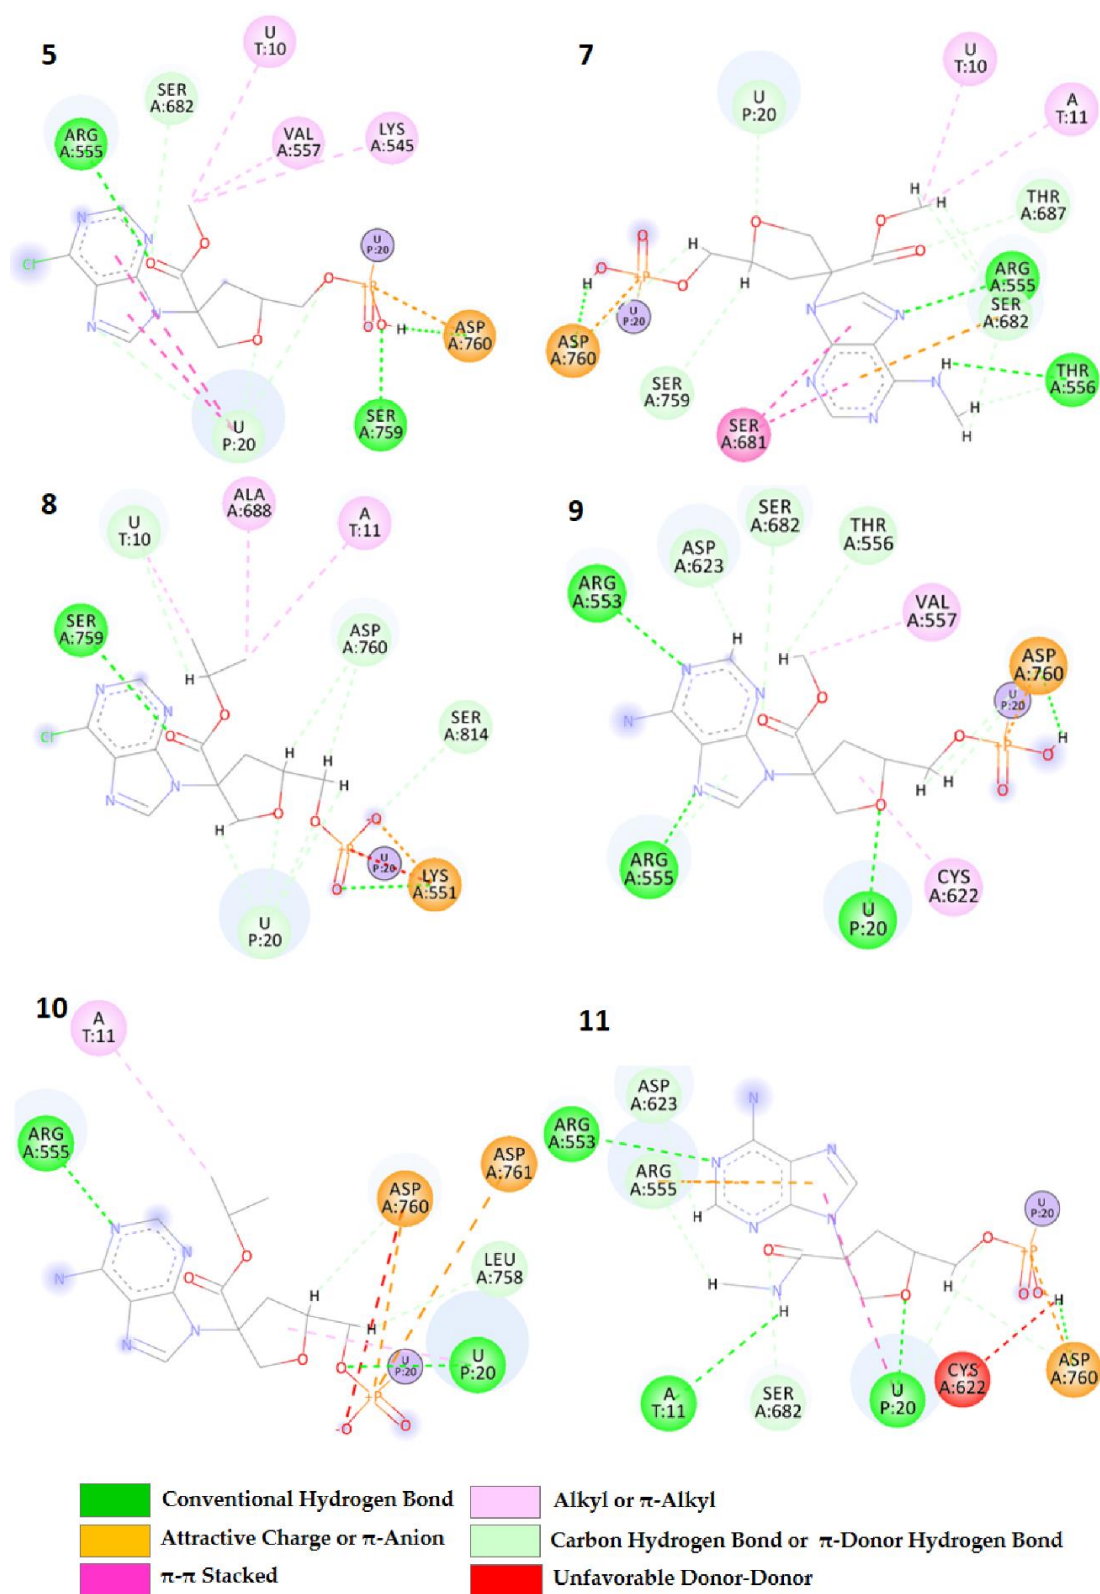 5
U
T:10
SER
A:682
ARG
A:555
VAL
A:557
LYS
A:545
N
N
Cl
N
N
O
O
O
O
U
P:20
+P
O
O-
H
ASP
A:760
SER
A:759
U
P:20
7
U
P:20
U
T:10
A
T:11
THR
A:687
ARG
A:555
SER
A:682
THR
A:556
O
H
H
O
O
O
H
O
+P
H
O
H
U
P:20
ASP
A:760
SER
A:759
SER
A:681
N
N
N
N
N
H
H
H
8
U
T:10
ALA
A:688
A
T:11
SER
A:759
ASP
A:760
SER
A:814
H
N
N
Cl
N
N
O
O
O
H
H
H
H
O
-O
+P
O
U
P:20
LYS
A:551
U
P:20
9
ASP
A:623
SER
A:682
THR
A:556
ARG
A:553
VAL
A:557
ASP
A:760
U
P:20
H
H
N
N
N
N
N
O
O
O
O
H
H
+P
O
O
H
ARG
A:555
U
P:20
CYS
A:622
10
A
T:11
ARG
A:555
ASP
A:760
ASP
A:761
LEU
A:758
U
P:20
N
N
N
N
N
O
O
O
H
H
O
U
P:20
+P
-O
O
11
ASP
A:623
ARG
A:553
ARG
A:555
N
N
N
N
N
H
H
O
N
H
O
H
O
U
P:20
+P
O
O
H
A
T:11
SER
A:682
U
P:20
CYS
A:622
ASP
A:760
Conventional Hydrogen Bond
Alkyl or π-Alkyl
Attractive Charge or π-Anion
Carbon Hydrogen Bond or π-Donor Hydrogen Bond
π-π Stacked
Unfavorable Donor-Donor